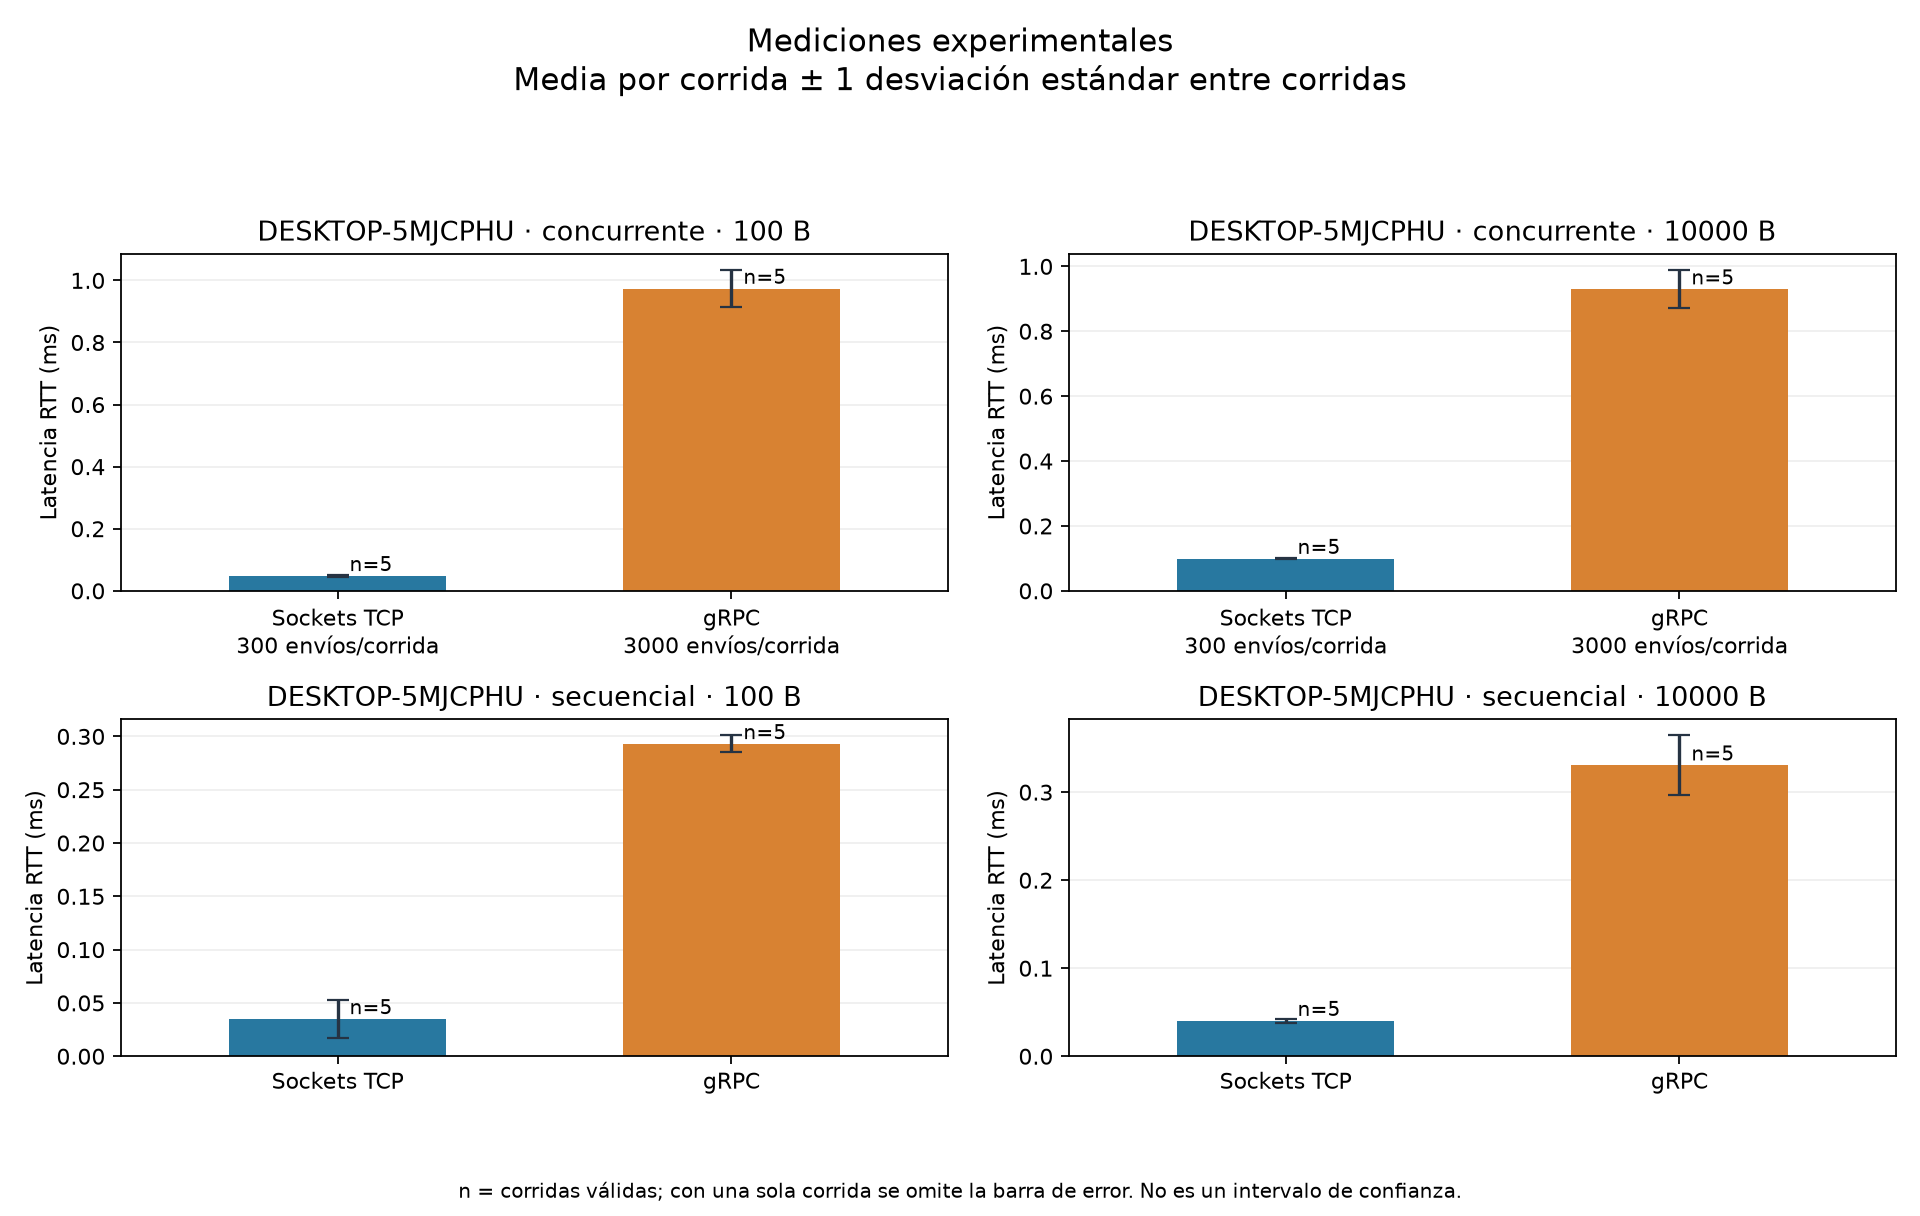 Mediciones experimentales
Media por corrida ± 1 desviación estándar entre corridas
DESKTOP-5MJCPHU · concurrente · 100 B
Latencia RTT (ms)
1.0
0.8
0.6
0.4
0.2
0.0
n=5
n=5
Sockets TCP
300 envíos/corrida
gRPC
3000 envíos/corrida
DESKTOP-5MJCPHU · concurrente · 10000 B
Latencia RTT (ms)
1.0
0.8
0.6
0.4
0.2
0.0
n=5
n=5
Sockets TCP
300 envíos/corrida
gRPC
3000 envíos/corrida
DESKTOP-5MJCPHU · secuencial · 100 B
Latencia RTT (ms)
0.30
0.25
0.20
0.15
0.10
0.05
0.00
n=5
n=5
Sockets TCP
gRPC
DESKTOP-5MJCPHU · secuencial · 10000 B
Latencia RTT (ms)
0.3
0.2
0.1
0.0
n=5
n=5
Sockets TCP
gRPC
n = corridas válidas; con una sola corrida se omite la barra de error. No es un intervalo de confianza.